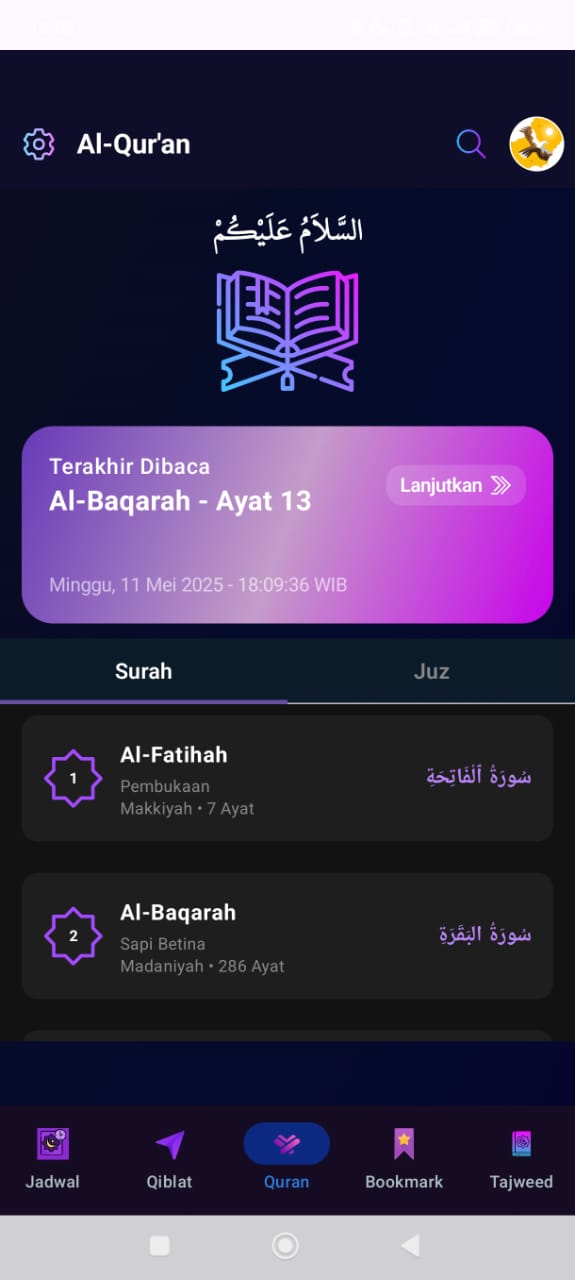 Al-Qur'an
السَّلاَمُ عَلَيْكُمْ
Terakhir Dibaca
Al-Baqarah - Ayat 13
Lanjutkan
Minggu, 11 Mei 2025 - 18:09:36 WIB
Surah
Juz
1
Al-Fatihah
Pembukaan
Makkiyah • 7 Ayat
سُورَةُ ٱلْفَاتِحَةِ
2
Al-Baqarah
Sapi Betina
Madaniyah • 286 Ayat
سُورَةُ البَقَرَةِ
Jadwal
Qiblat
Quran
Bookmark
Tajweed